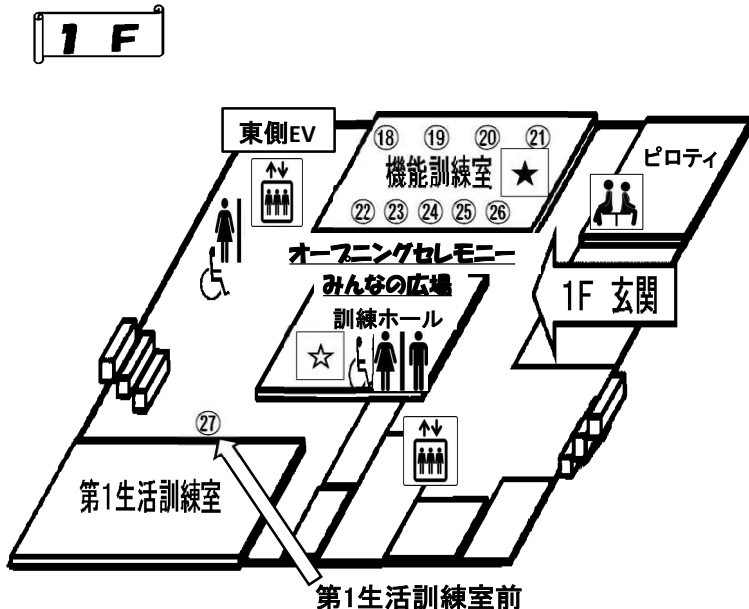 1 F
東側EV
⑱ ⑲ ⑳ ㉑
機能訓練室 ★
㉒ ㉓ ㉔ ㉕ ㉖
ピロティ
オープニングセレモニー
みんなの広場
訓練ホール
☆
1F 玄関
㉗
第1生活訓練室
第1生活訓練室前